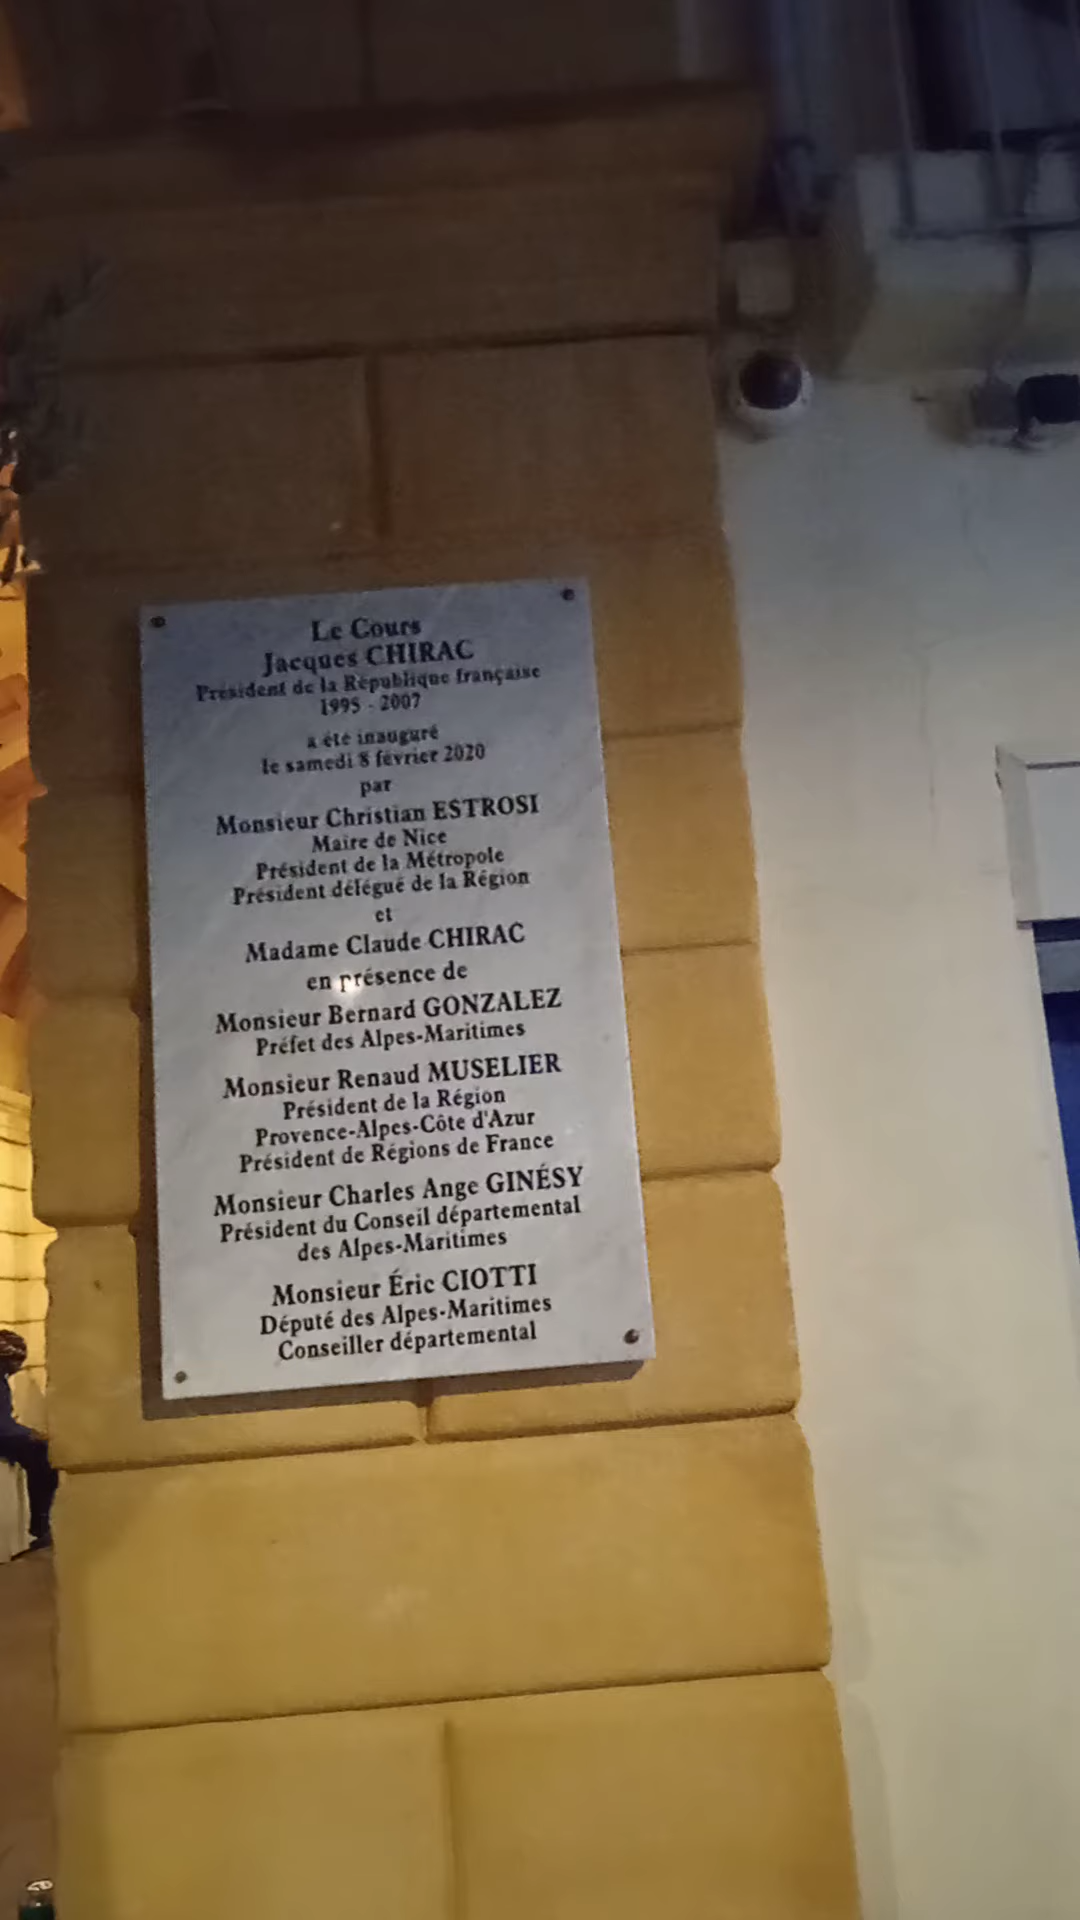 Le Cours
Jacques CHIRAC
Président de la République française
1995 - 2007
a été inauguré
le samedi 8 février 2020
par
Monsieur Christian ESTROSI
Maire de Nice
Président de la Métropole
Président délégué de la Région
et
Madame Claude CHIRAC
en présence de
Monsieur Bernard GONZALEZ
Préfet des Alpes-Maritimes
Monsieur Renaud MUSELIER
Président de la Région
Provence-Alpes-Côte d'Azur
Président de Régions de France
Monsieur Charles Ange GINÉSY
Président du Conseil départemental
des Alpes-Maritimes
Monsieur Éric CIOTTI
Député des Alpes-Maritimes
Conseiller départemental